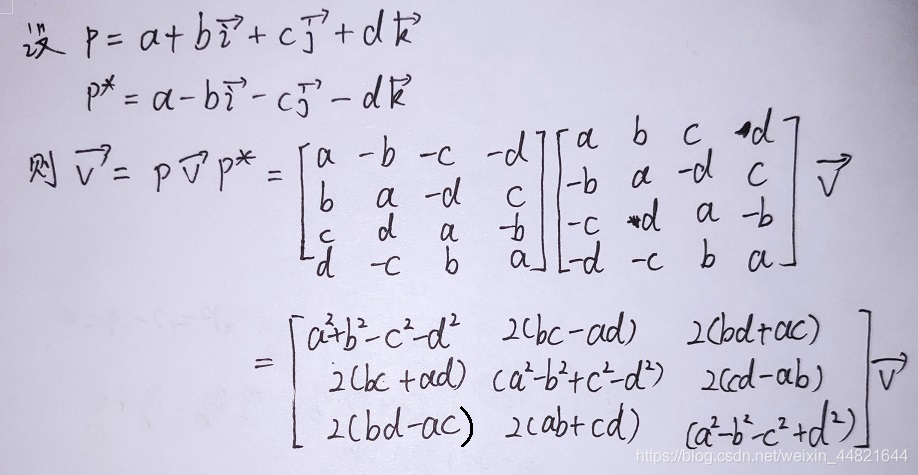 设 p = a + b\vec{i} + c\vec{j} + d\vec{k}
p* = a - b\vec{i} - c\vec{j} - d\vec{k}
则 \vec{v} = p \vec{v} p* = \begin{bmatrix} a & -b & -c & -d \\ b & a & -d & c \\ c & d & a & -b \\ d & -c & b & a \end{bmatrix} \begin{bmatrix} a & b & c & d \\ -b & a & -d & c \\ -c & d & a & -b \\ -d & -c & b & a \end{bmatrix} \vec{v}
= \begin{bmatrix} a^2+b^2-c^2-d^2 & 2(bc-ad) & 2(bd+ac) \\ 2(bc+ad) & (a^2-b^2+c^2-d^2) & 2(cd-ab) \\ 2(bd-ac) & 2(ab+cd) & (a^2-b^2-c^2+d^2) \end{bmatrix} \vec{v}
https://blog.csdn.net/weixin_44821644